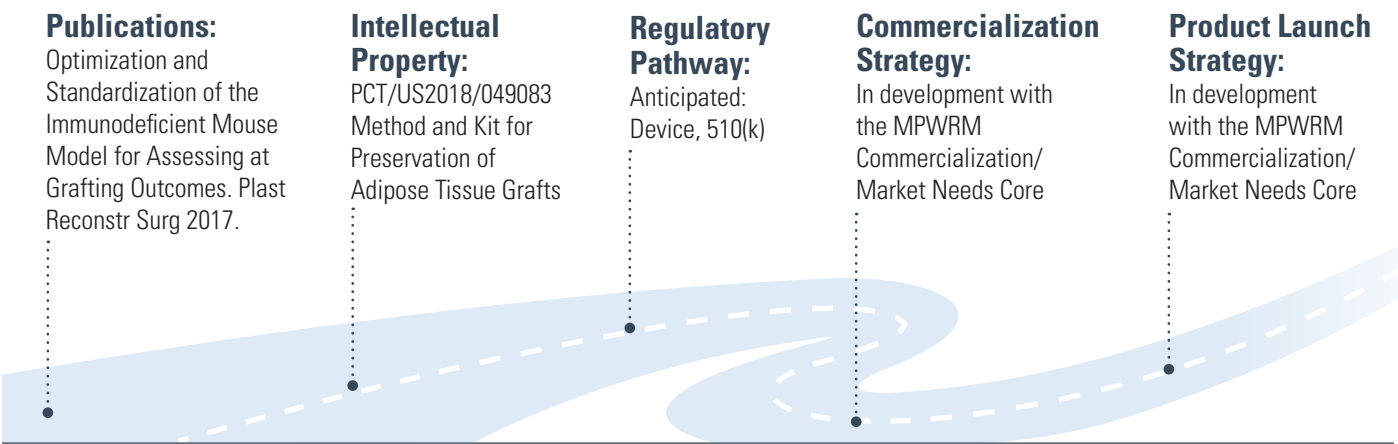 Publications:
Optimization and
Standardization of the
Immunodeficient Mouse
Model for Assessing at
Grafting Outcomes. Plast
Reconstr Surg 2017.
Intellectual
Property:
PCT/US2018/049083
Method and Kit for
Preservation of
Adipose Tissue Grafts
Regulatory
Pathway:
Anticipated:
Device, 510(k)
Commercialization
Strategy:
In development with
the MPWRM
Commercialization/
Market Needs Core
Product Launch
Strategy:
In development
with the MPWRM
Commercialization/
Market Needs Core